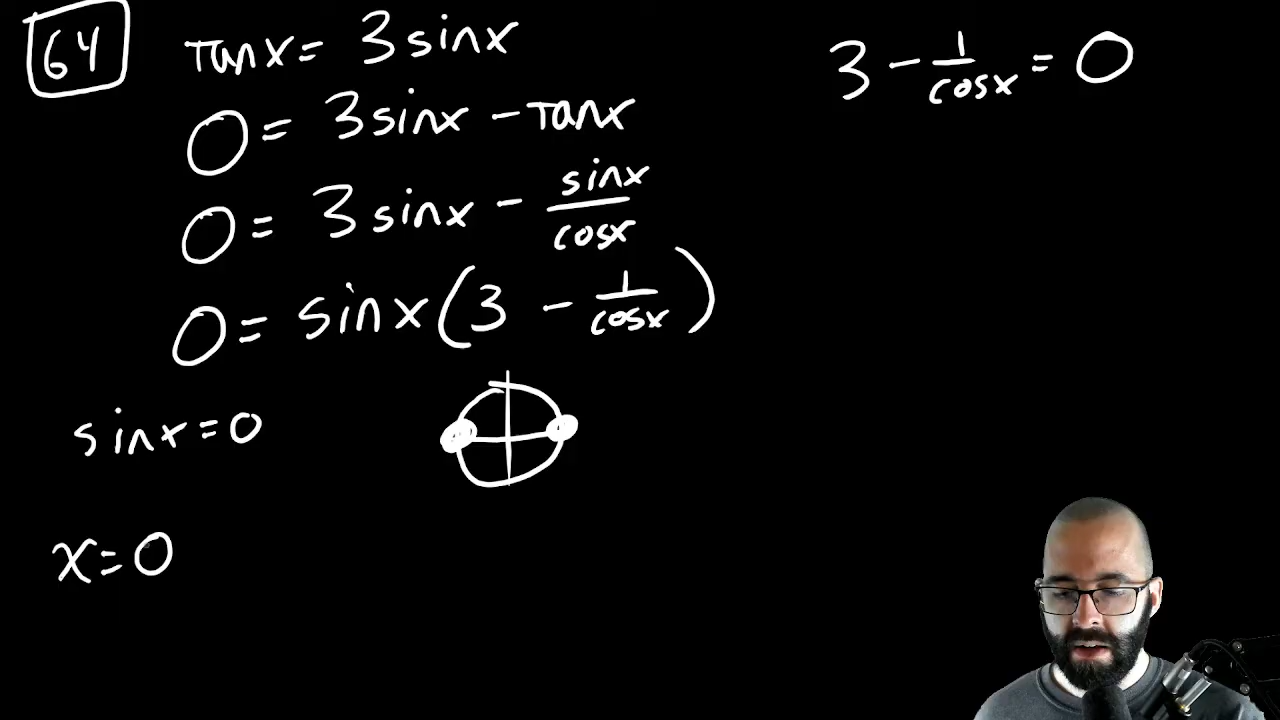 64
tanx = 3sinx
0 = 3sinx - tanx
0 = 3sinx - sinx/cosx
0 = sinx(3 - 1/cosx)
sinx = 0
x = 0
3 - 1/cosx = 0